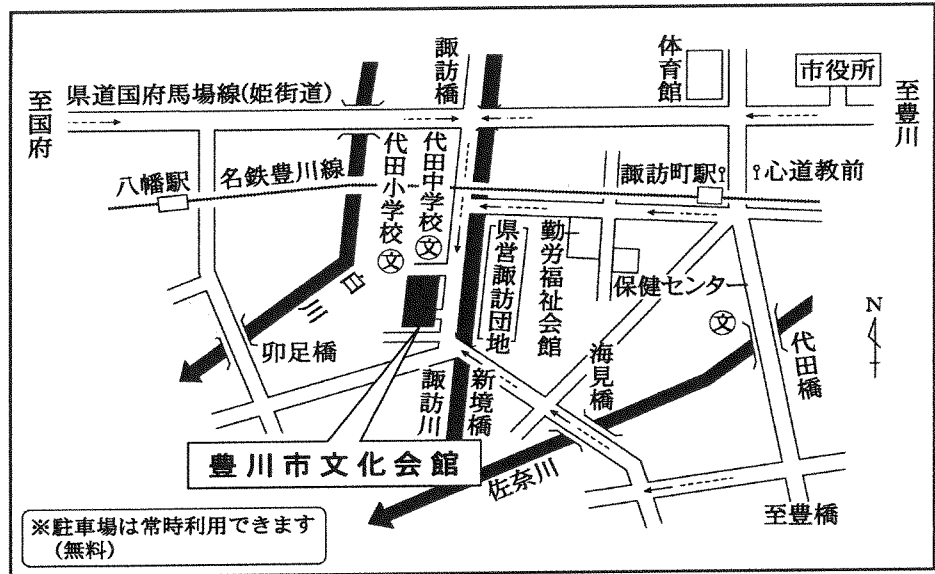 諏訪橋
体育館
市役所
至国府
県道国府馬場線(姫街道)
至豊川
代田小学校
代田中学校
八幡駅
名鉄豊川線
諏訪町駅
心道教前
文
文
県営諏訪団地
勤労福祉会館
保健センター
N
白川
文
卯足橋
海見橋
代田橋
諏訪川
新境橋
豊川市文化会館
佐奈川
至豊橋
※駐車場は常時利用できます
(無料)